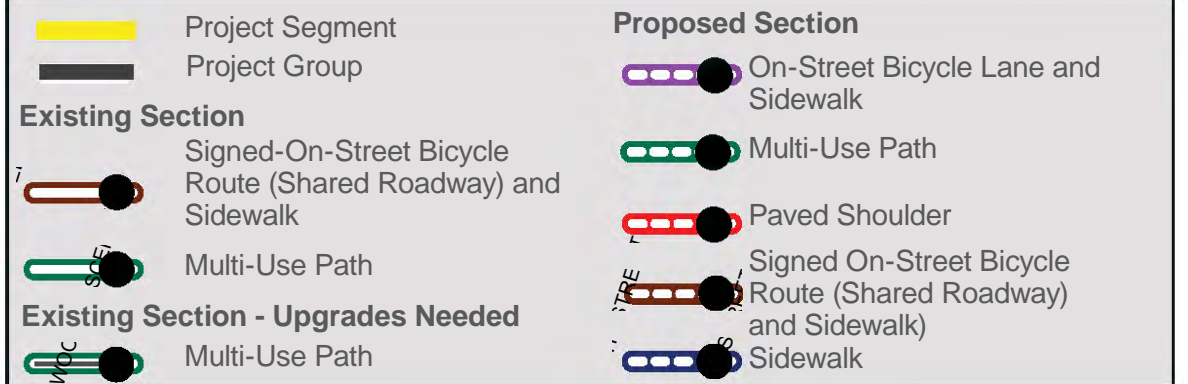 Project Segment
Project Group
Existing Section
Signed-On-Street Bicycle
Route (Shared Roadway) and
Sidewalk
Multi-Use Path
Existing Section - Upgrades Needed
Multi-Use Path
Proposed Section
On-Street Bicycle Lane and
Sidewalk
Multi-Use Path
Paved Shoulder
Signed On-Street Bicycle
Route (Shared Roadway)
and Sidewalk)
Sidewalk